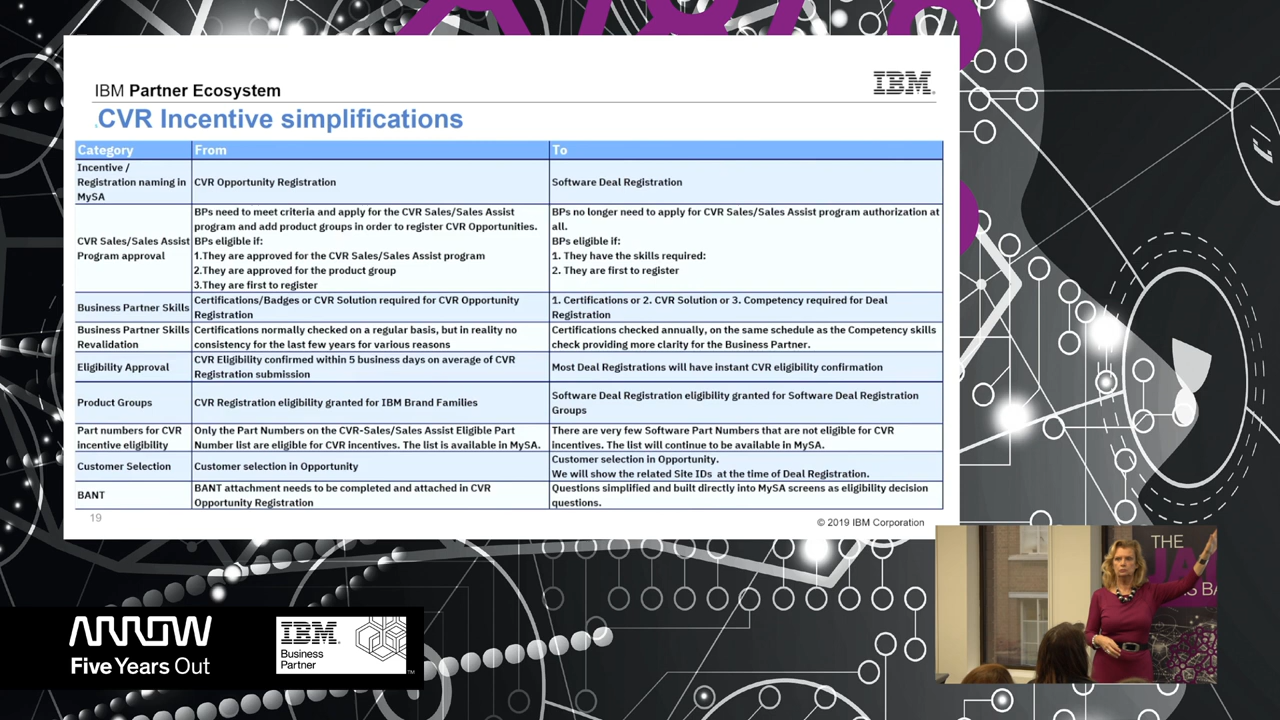 IBM Partner Ecosystem
IBM
CVR Incentive simplifications
Category
From
To
Incentive /
Registration naming in
MySA
CVR Opportunity Registration
Software Deal Registration
CVR Sales/Sales Assist
Program approval
BPs need to meet criteria and apply for the CVR Sales/Sales Assist
program and add product groups in order to register CVR Opportunities.
BPs eligible if:
1.They are approved for the CVR Sales/Sales Assist program
2.They are approved for the product group
3.They are first to register
BPs no longer need to apply for CVR Sales/Sales Assist program authorization at
all.
BPs eligible if:
1. They have the skills required:
2. They are first to register
Business Partner Skills
Certifications/Badges or CVR Solution required for CVR Opportunity
Registration
1. Certifications or 2. CVR Solution or 3. Competency required for Deal
Registration
Business Partner Skills
Revalidation
Certifications normally checked on a regular basis, but in reality no
consistency for the last few years for various reasons
Certifications checked annually, on the same schedule as the Competency skills
check providing more clarity for the Business Partner.
Eligibility Approval
CVR Eligibility confirmed within 5 business days on average of CVR
Registration submission
Most Deal Registrations will have instant CVR eligibility confirmation
Product Groups
CVR Registration eligibility granted for IBM Brand Families
Software Deal Registration eligibility granted for Software Deal Registration
Groups
Part numbers for CVR
incentive eligibility
Only the Part Numbers on the CVR-Sales/Sales Assist Eligible Part
Number list are eligible for CVR incentives. The list is available in MySA.
There are very few Software Part Numbers that are not eligible for CVR
incentives. The list will continue to be available in MySA.
Customer Selection
Customer selection in Opportunity
Customer selection in Opportunity.
We will show the related Site IDs at the time of Deal Registration.
BANT
BANT attachment needs to be completed and attached in CVR
Opportunity Registration
Questions simplified and built directly into MySA screens as eligibility decision
questions.
19
© 2019 IBM Corporation
THE
ARROW
Five Years Out
IBM
Business
Partner